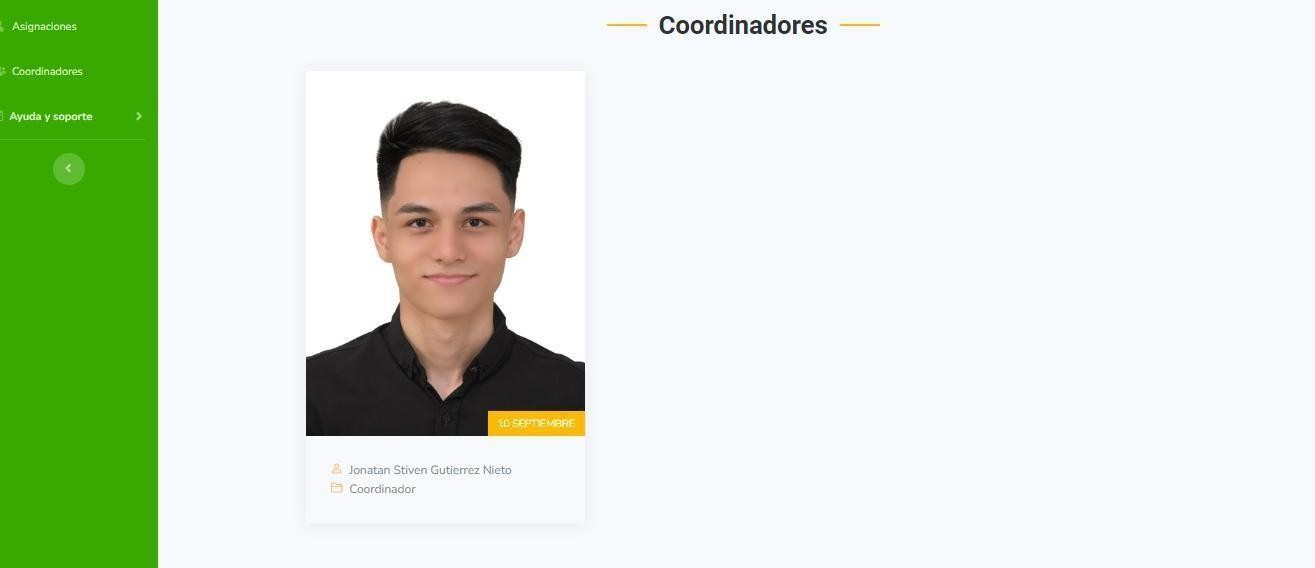 Asignaciones
Coordinadores
Ayuda y soporte
Coordinadores
10 SEPTIEMBRE
Jonatan Stiven Gutierrez Nieto
Coordinador